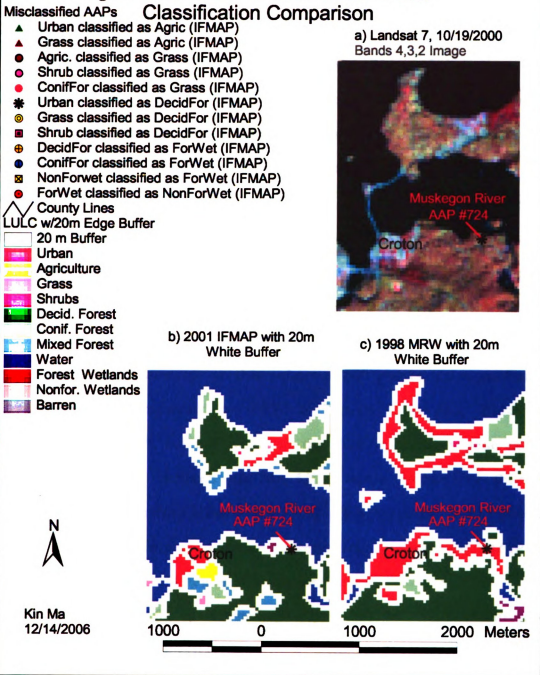 Classification Comparison
Misclassified AAPs
Urban classified as Agric (IFMAP)
Grass classified as Agric (IFMAP)
Agric. classified as Grass (IFMAP)
Shrub classified as Grass (IFMAP)
ConifFor classified as Grass (IFMAP)
Urban classified as DecidFor (IFMAP)
Grass classified as DecidFor (IFMAP)
Shrub classified as DecidFor (IFMAP)
DecidFor classified as ForWet (IFMAP)
ConifFor classified as ForWet (IFMAP)
NonForwet classified as ForWet (IFMAP)
ForWet classified as NonForWet (IFMAP)
County Lines
LULC w/20m Edge Buffer
20 m Buffer
Urban
Agriculture
Grass
Shrubs
Decid. Forest
Conif. Forest
Mixed Forest
Water
Forest Wetlands
Nonfor. Wetlands
Barren
a) Landsat 7, 10/19/2000
Bands 4,3,2 Image
Muskegon River
AAP #724
Croton
b) 2001 IFMAP with 20m
White Buffer
Muskegon River
AAP #724
Croton
c) 1998 MRW with 20m
White Buffer
Muskegon River
AAP #724
Croton
N
Kin Ma
12/14/2006
1000 0 1000 2000 Meters